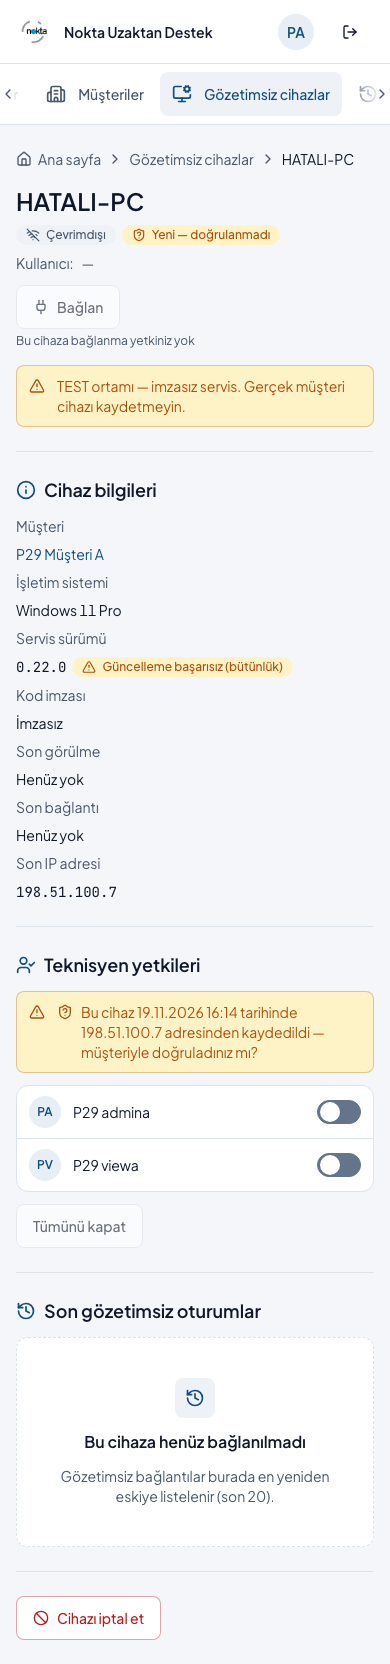 nokta
Nokta Uzaktan Destek
PA
r
Müşteriler
Gözetimsiz cihazlar
Ana sayfa
Gözetimsiz cihazlar
HATALI-PC
HATALI-PC
Çevrimdışı
Yeni — doğrulanmadı
Kullanıcı: —
Bağlan
Bu cihaza bağlanma yetkiniz yok
TEST ortamı — imzasız servis. Gerçek müşteri
cihazı kaydetmeyin.
Cihaz bilgileri
Müşteri
P29 Müşteri A
İşletim sistemi
Windows 11 Pro
Servis sürümü
0.22.0 Güncelleme başarısız (bütünlük)
Kod imzası
İmzasız
Son görülme
Henüz yok
Son bağlantı
Henüz yok
Son IP adresi
198.51.100.7
Teknisyen yetkileri
Bu cihaz 19.11.2026 16:14 tarihinde
198.51.100.7 adresinden kaydedildi —
müşteriyle doğruladınız mı?
PA P29 admina
PV P29 viewa
Tümünü kapat
Son gözetimsiz oturumlar
Bu cihaza henüz bağlanılmadı
Gözetimsiz bağlantılar burada en yeniden
eskiye listelenir (son 20).
Cihazı iptal et